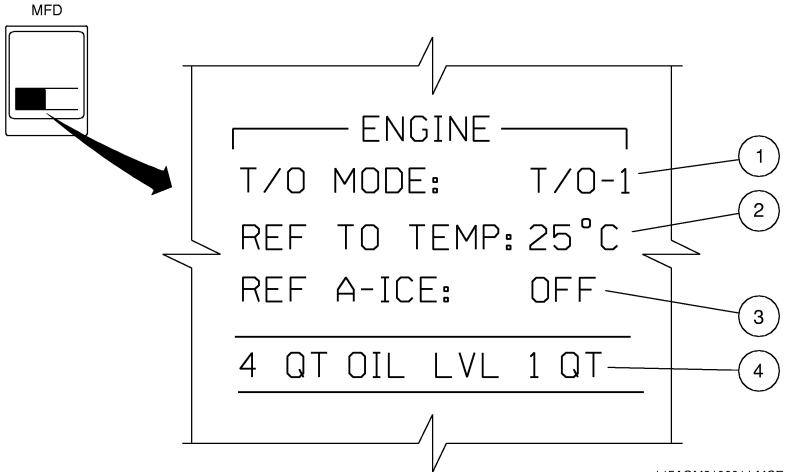 MFD
ENGINE
T/O MODE: T/O-1 1
REF TO TEMP: 25°C 2
REF A-ICE: OFF 3
4 QT OIL LVL 1 QT 4